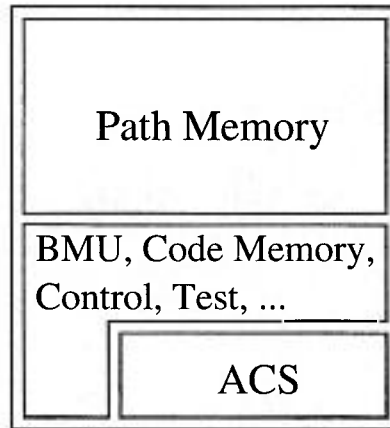 Path Memory
BMU, Code Memory,
Control, Test, ...
ACS